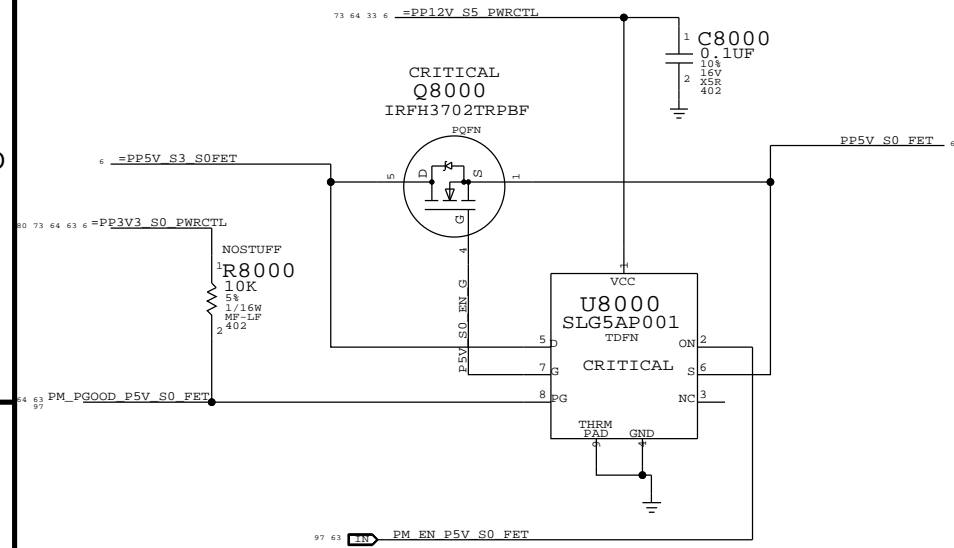 73 64 33 6 =PP12V_S5_PWRCTL
1 C8000
0.1UF
10%
16V
2 X5R
402
CRITICAL
Q8000
IRFH3702TRPBF
PQFN
6 =PP5V_S3_S0FET
PP5V_S0_FET 6
5 D S 1
G
4
80 73 64 63 6 =PP3V3_S0_PWRCTL
NOSTUFF
1 R8000
10K
5%
1/16W
MF-LF
2 402
P5V_S0_EN_G
1
VCC
U8000
SLG5AP001
TDFN
CRITICAL
5 D ON 2
7 G S 6
8 PG NC 3
THRM
PAD GND
9 4
64 63 PM_PGOOD_P5V_S0_FET
97
97 63 IN PM_EN_P5V_S0_FET